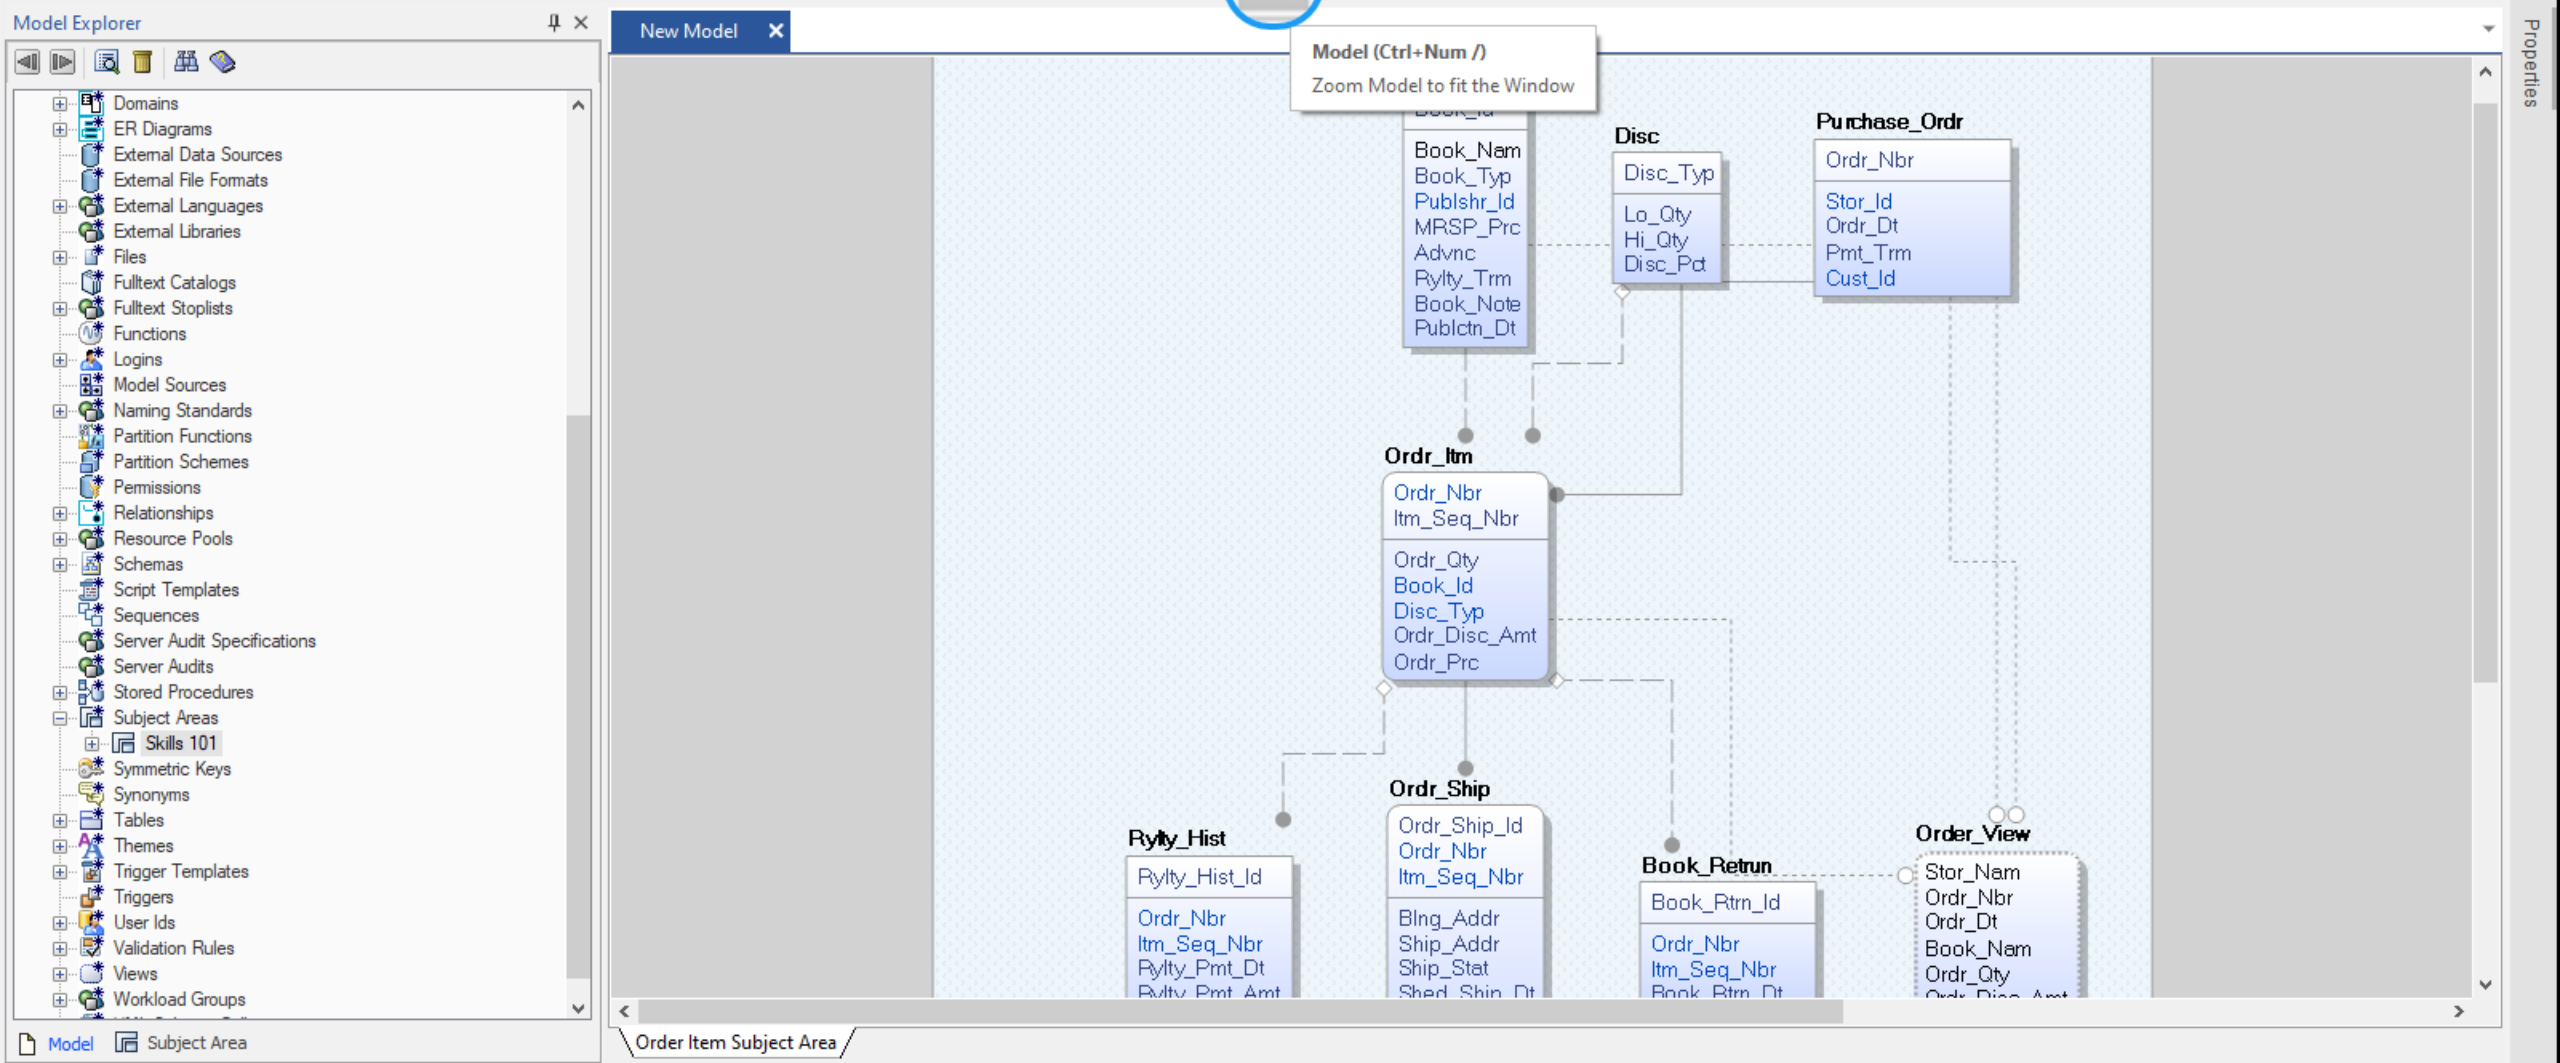 Model Explorer
Domains
ER Diagrams
External Data Sources
External File Formats
External Languages
External Libraries
Files
Fulltext Catalogs
Fulltext Stoplists
Functions
Logins
Model Sources
Naming Standards
Partition Functions
Partition Schemes
Permissions
Relationships
Resource Pools
Schemas
Script Templates
Sequences
Server Audit Specifications
Server Audits
Stored Procedures
Subject Areas
Skills 101
Symmetric Keys
Synonyms
Tables
Themes
Trigger Templates
Triggers
User Ids
Validation Rules
Views
Workload Groups
Model
Subject Area
New Model
Model (Ctrl+Num /)
Zoom Model to fit the Window
Book_Id
Book_Nam
Book_Typ
Publshr_Id
MRSP_Prc
Advnc
Rylty_Trm
Book_Note
Publctn_Dt
Disc
Disc_Typ
Lo_Qty
Hi_Qty
Disc_Pct
Purchase_Ordr
Ordr_Nbr
Stor_Id
Ordr_Dt
Pmt_Trm
Cust_Id
Ordr_Itm
Ordr_Nbr
Itm_Seq_Nbr
Ordr_Qty
Book_Id
Disc_Typ
Ordr_Disc_Amt
Ordr_Prc
Rylty_Hist
Rylty_Hist_Id
Ordr_Nbr
Itm_Seq_Nbr
Rylty_Pmt_Dt
Rylty_Pmt_Amt
Ordr_Ship
Ordr_Ship_Id
Ordr_Nbr
Itm_Seq_Nbr
Blng_Addr
Ship_Addr
Ship_Stat
Shed_Ship_Dt
Book_Retrun
Book_Rtrn_Id
Ordr_Nbr
Itm_Seq_Nbr
Book_Rtrn_Dt
Order_View
Stor_Nam
Ordr_Nbr
Ordr_Dt
Book_Nam
Ordr_Qty
Ordr_Disc_Amt
Order Item Subject Area
Properties